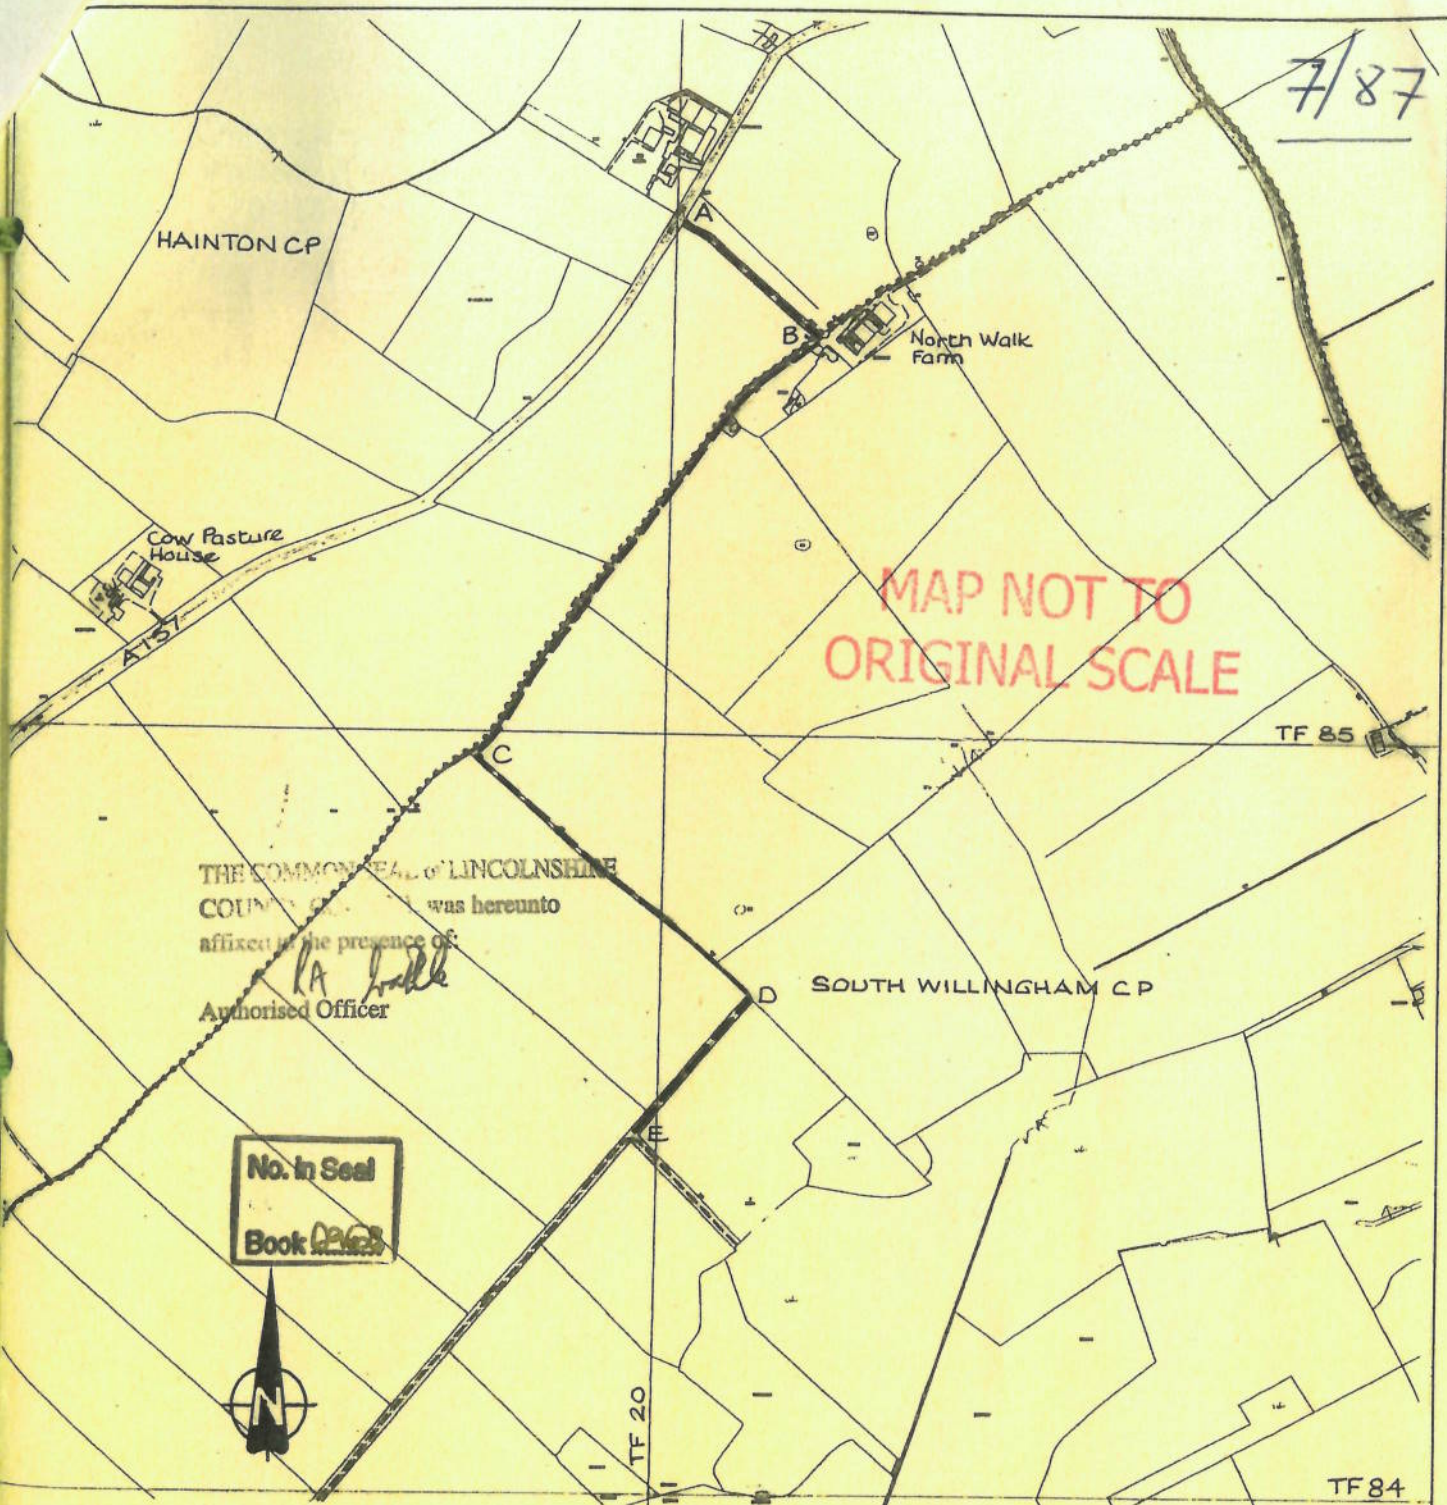 7/87
A
HAINTON CP
B
North Walk
Farm
Cow Pasture
House
A157
MAP NOT TO
ORIGINAL SCALE
TF 85
C
THE COMMON SEAL of LINCOLNSHIRE
was hereunto
affixed in the presence of:
Authorised Officer
D
SOUTH WILLINGHAM CP
E
No. in Seal
Book
N
TF 20
TF 84